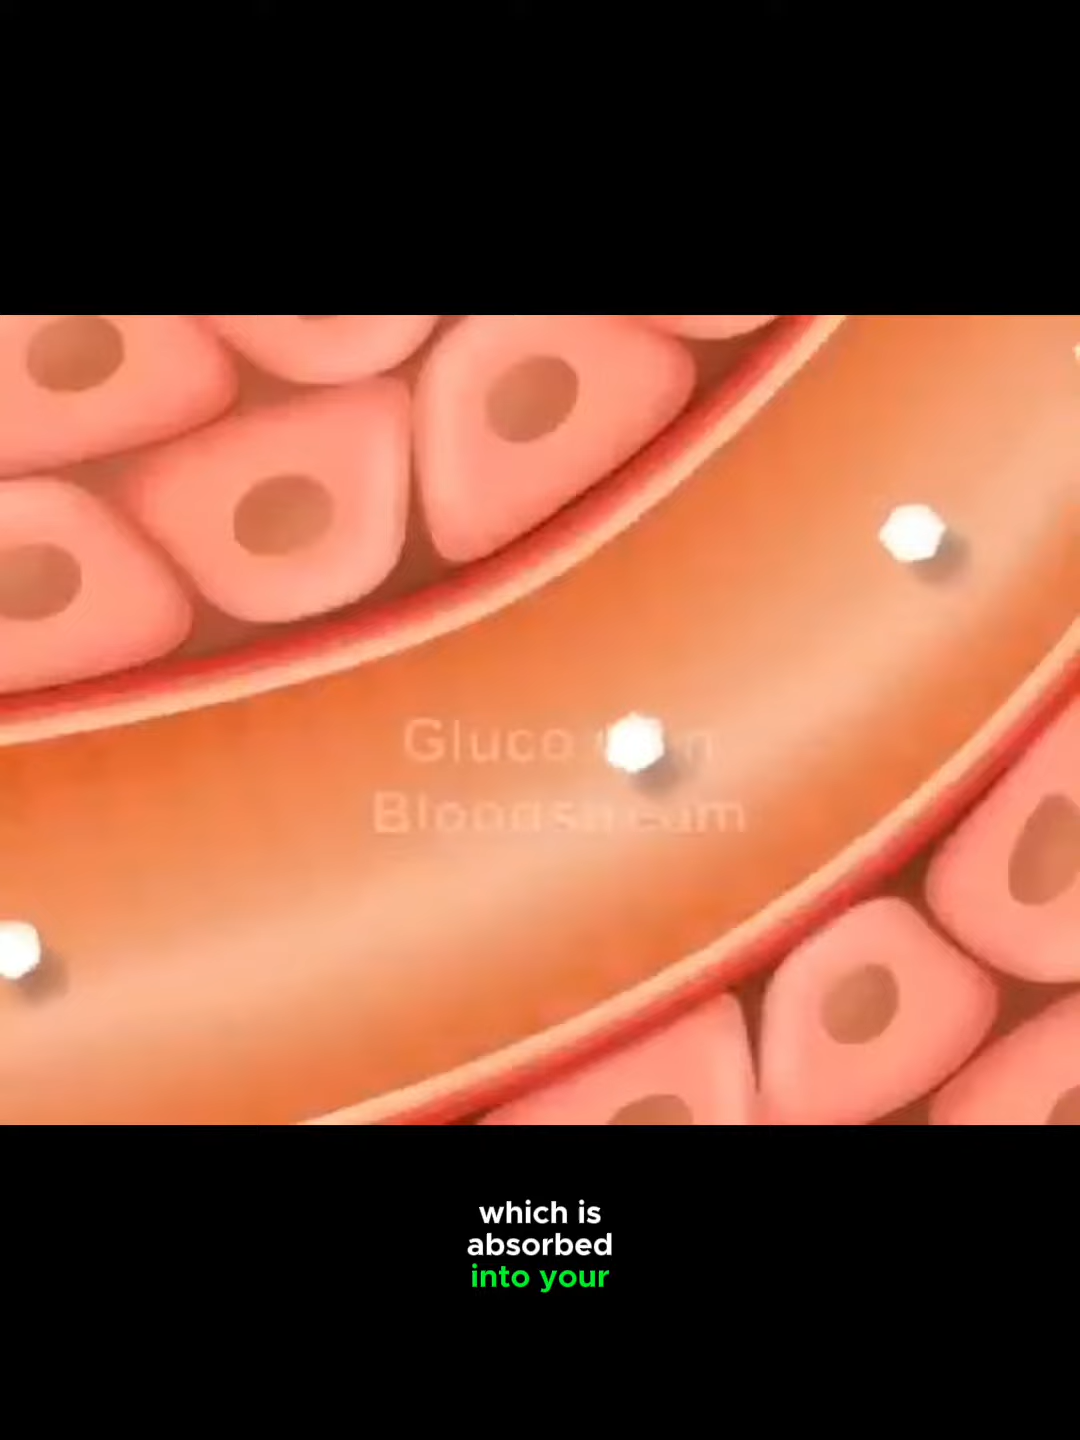 Gluco n
Bloodstream
which is
absorbed
into your